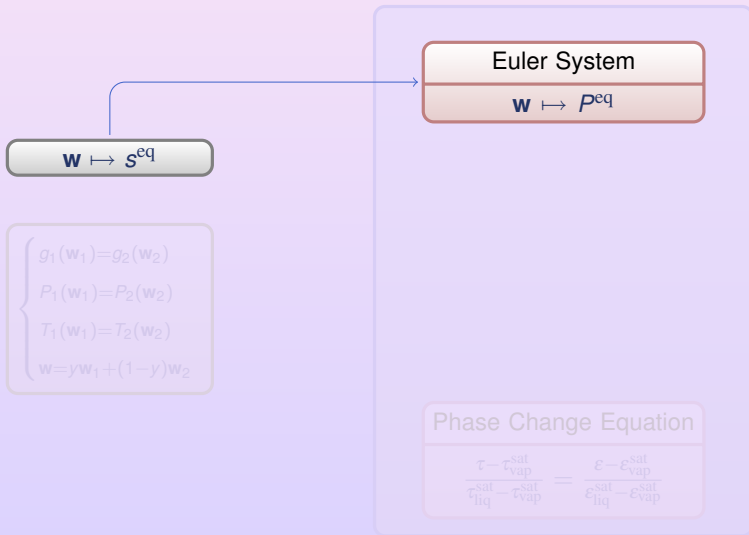 Euler System
𝐰 ↦ P^eq
𝐰 ↦ s^eq
g₁(𝐰₁)=g₂(𝐰₂)
P₁(𝐰₁)=P₂(𝐰₂)
T₁(𝐰₁)=T₂(𝐰₂)
𝐰=y𝐰₁+(1−y)𝐰₂
Phase Change Equation
(τ−τ_vap^sat)/(τ_liq^sat−τ_vap^sat) = (ε−ε_vap^sat)/(ε_liq^sat−ε_vap^sat)